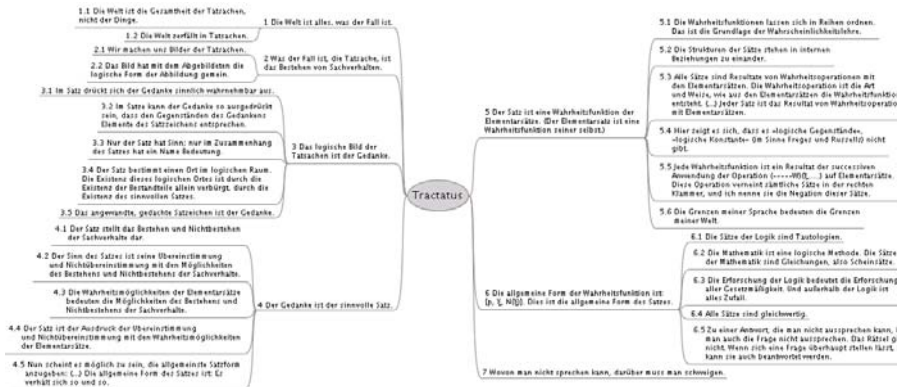 1.1 Die Welt ist die Gesamtheit der Tatsachen,
nicht der Dinge.
1.2 Die Welt zerfällt in Tatsachen.
1 Die Welt ist alles, was der Fall ist.
2.1 Wir machen uns Bilder der Tatsachen.
2.2 Das Bild hat mit dem Abgebildeten die
logische Form der Abbildung gemein.
2 Was der Fall ist, die Tatsache, ist
das Bestehen von Sachverhalten.
3.1 Im Satz drückt sich der Gedanke sinnlich wahrnehmbar aus.
3.2 Im Satze kann der Gedanke so ausgedrückt
sein, dass den Gegenständen des Gedankens
Elemente des Satzzeichens entsprechen.
3.3 Nur der Satz hat Sinn; nur im Zusammenhang
des Satzes hat ein Name Bedeutung.
3.4 Der Satz bestimmt einen Ort im logischen Raum.
Die Existenz dieses logischen Ortes ist durch die
Existenz der Bestandteile allein verbürgt, durch die
Existenz des sinnvollen Satzes.
3.5 Das angewandte, gedachte Satzzeichen ist der Gedanke.
3 Das logische Bild der
Tatsachen ist der Gedanke.
4.1 Der Satz stellt das Bestehen und Nichtbestehen
der Sachverhalte dar.
4.2 Der Sinn des Satzes ist seine Übereinstimmung
und Nichtübereinstimmung mit den Möglichkeiten
des Bestehens und Nichtbestehens der Sachverhalte.
4.3 Die Wahrheitsmöglichkeiten der Elementarsätze
bedeuten die Möglichkeiten des Bestehens und
Nichtbestehens der Sachverhalte.
4.4 Der Satz ist der Ausdruck der Übereinstimmung
und Nichtübereinstimmung mit den Wahrheitsmöglichkeiten
der Elementarsätze.
4.5 Nun scheint es möglich zu sein, die allgemeinste Satzform
anzugeben: (...) Die allgemeine Form des Satzes ist: Es
verhält sich so und so.
4 Der Gedanke ist der sinnvolle Satz.
Tractatus
5 Der Satz ist eine Wahrheitsfunktion der
Elementarsätze. (Der Elementarsatz ist eine
Wahrheitsfunktion seiner selbst.)
5.1 Die Wahrheitsfunktionen lassen sich in Reihen ordnen.
Das ist die Grundlage der Wahrscheinlichkeitslehre.
5.2 Die Strukturen der Sätze stehen in internen
Beziehungen zu einander.
5.3 Alle Sätze sind Resultate von Wahrheitsoperationen mit
den Elementarsätzen. Die Wahrheitsoperation ist die Art
und Weise, wie aus den Elementarsätzen die Wahrheitsfunktion
entsteht. (...) Jeder Satz ist das Resultat von Wahrheitsoperatio
mit Elementarsätzen.
5.4 Hier zeigt es sich, dass es »logische Gegenstände«,
»logische Konstante« (im Sinne Freges und Russells) nicht
gibt.
5.5 Jede Wahrheitsfunktion ist ein Resultat der successiven
Anwendung der Operation (-----W)(ξ,....) auf Elementarsätze.
Diese Operation verneint sämtliche Sätze in der rechten
Klammer, und ich nenne sie die Negation dieser Sätze.
5.6 Die Grenzen meiner Sprache bedeuten die Grenzen
meiner Welt.
6 Die allgemeine Form der Wahrheitsfunktion ist:
Dies ist die allgemeine Form des Satzes.
6.1 Die Sätze der Logik sind Tautologien.
6.2 Die Mathematik ist eine logische Methode. Die Sätze
der Mathematik sind Gleichungen, also Scheinsätze.
6.3 Die Erforschung der Logik bedeutet die Erforschung
aller Gesetzmäßigkeit. Und außerhalb der Logik ist
alles Zufall.
6.4 Alle Sätze sind gleichwertig.
6.5 Zu einer Antwort, die man nicht aussprechen kann,
man auch die Frage nicht aussprechen. Das Rätsel gi
nicht. Wenn sich eine Frage überhaupt stellen lässt,
kann sie auch beantwortet werden.
7 Wovon man nicht sprechen kann, darüber muss man schweigen.